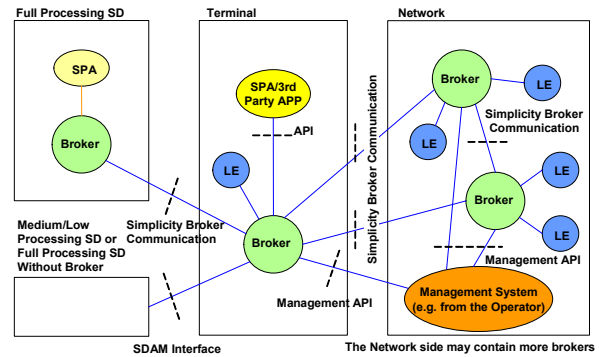 Full Processing SD
Terminal
Network
SPA
Broker
SPA/3rd
Party APP
API
LE
Broker
Simplicity Broker Communication
Broker
LE
LE
Simplicity Broker
Communication
Broker
LE
LE
Management API
Simplicity Broker
Communication
Medium/Low
Processing SD or
Full Processing SD
Without Broker
Management API
Management System
(e.g. from the Operator)
SDAM Interface
The Network side may contain more brokers